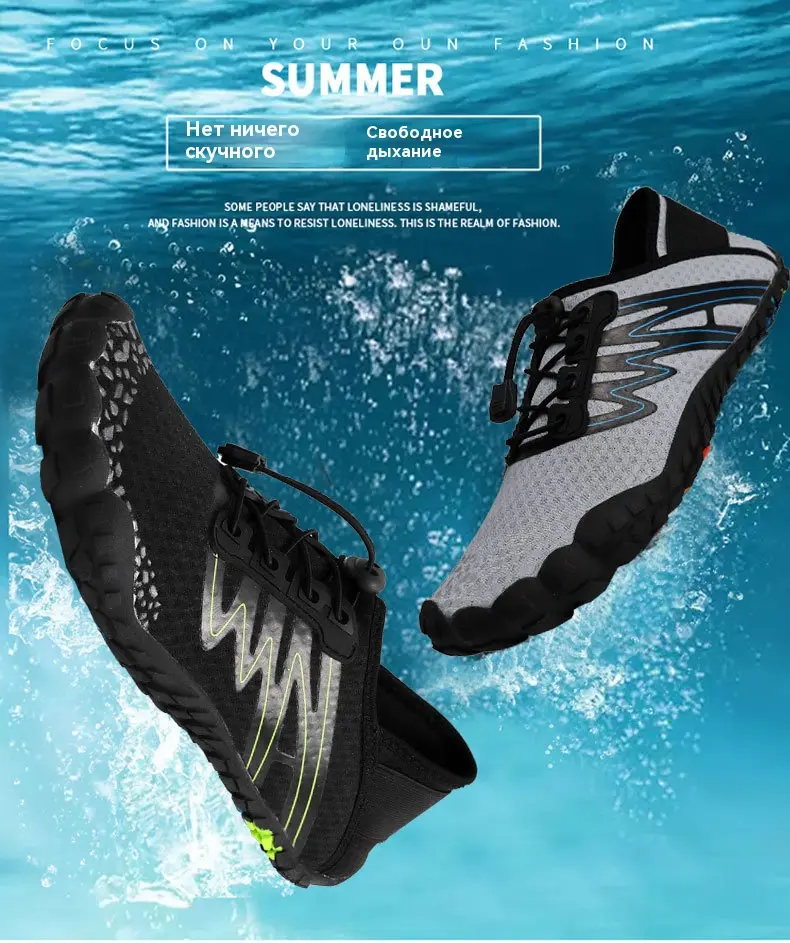 FOCUS ON YOUR OUN FASHION
SUMMER
Нет ничего
скучного
Свободное
дыхание
SOME PEOPLE SAY THAT LONELINESS IS SHAMEFUL,
AND FASHION IS A MEANS TO RESIST LONELINESS. THIS IS THE REALM OF FASHION.